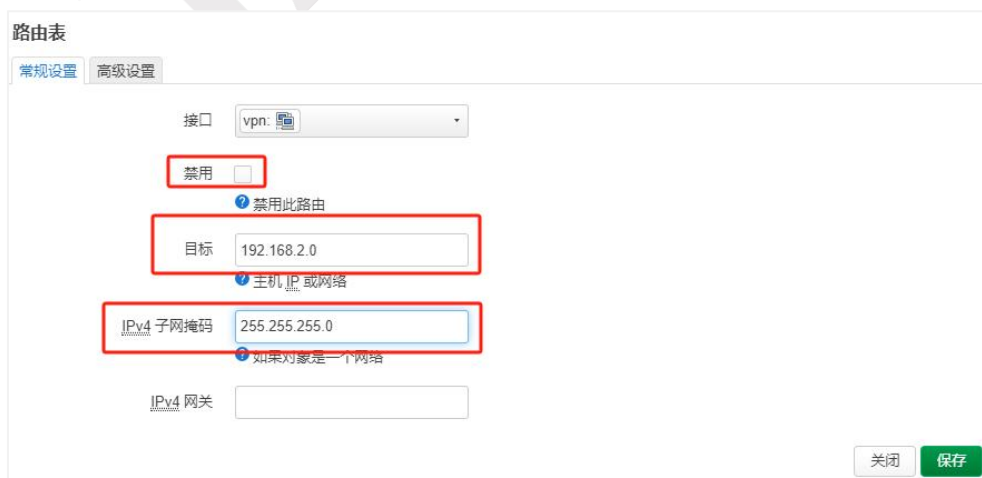 路由表
常规设置 高级设置
接口 vpn:
禁用
禁用此路由
目标 192.168.2.0
主机 IP 或网络
IPv4 子网掩码 255.255.255.0
如果对象是一个网络
IPv4 网关
关闭 保存